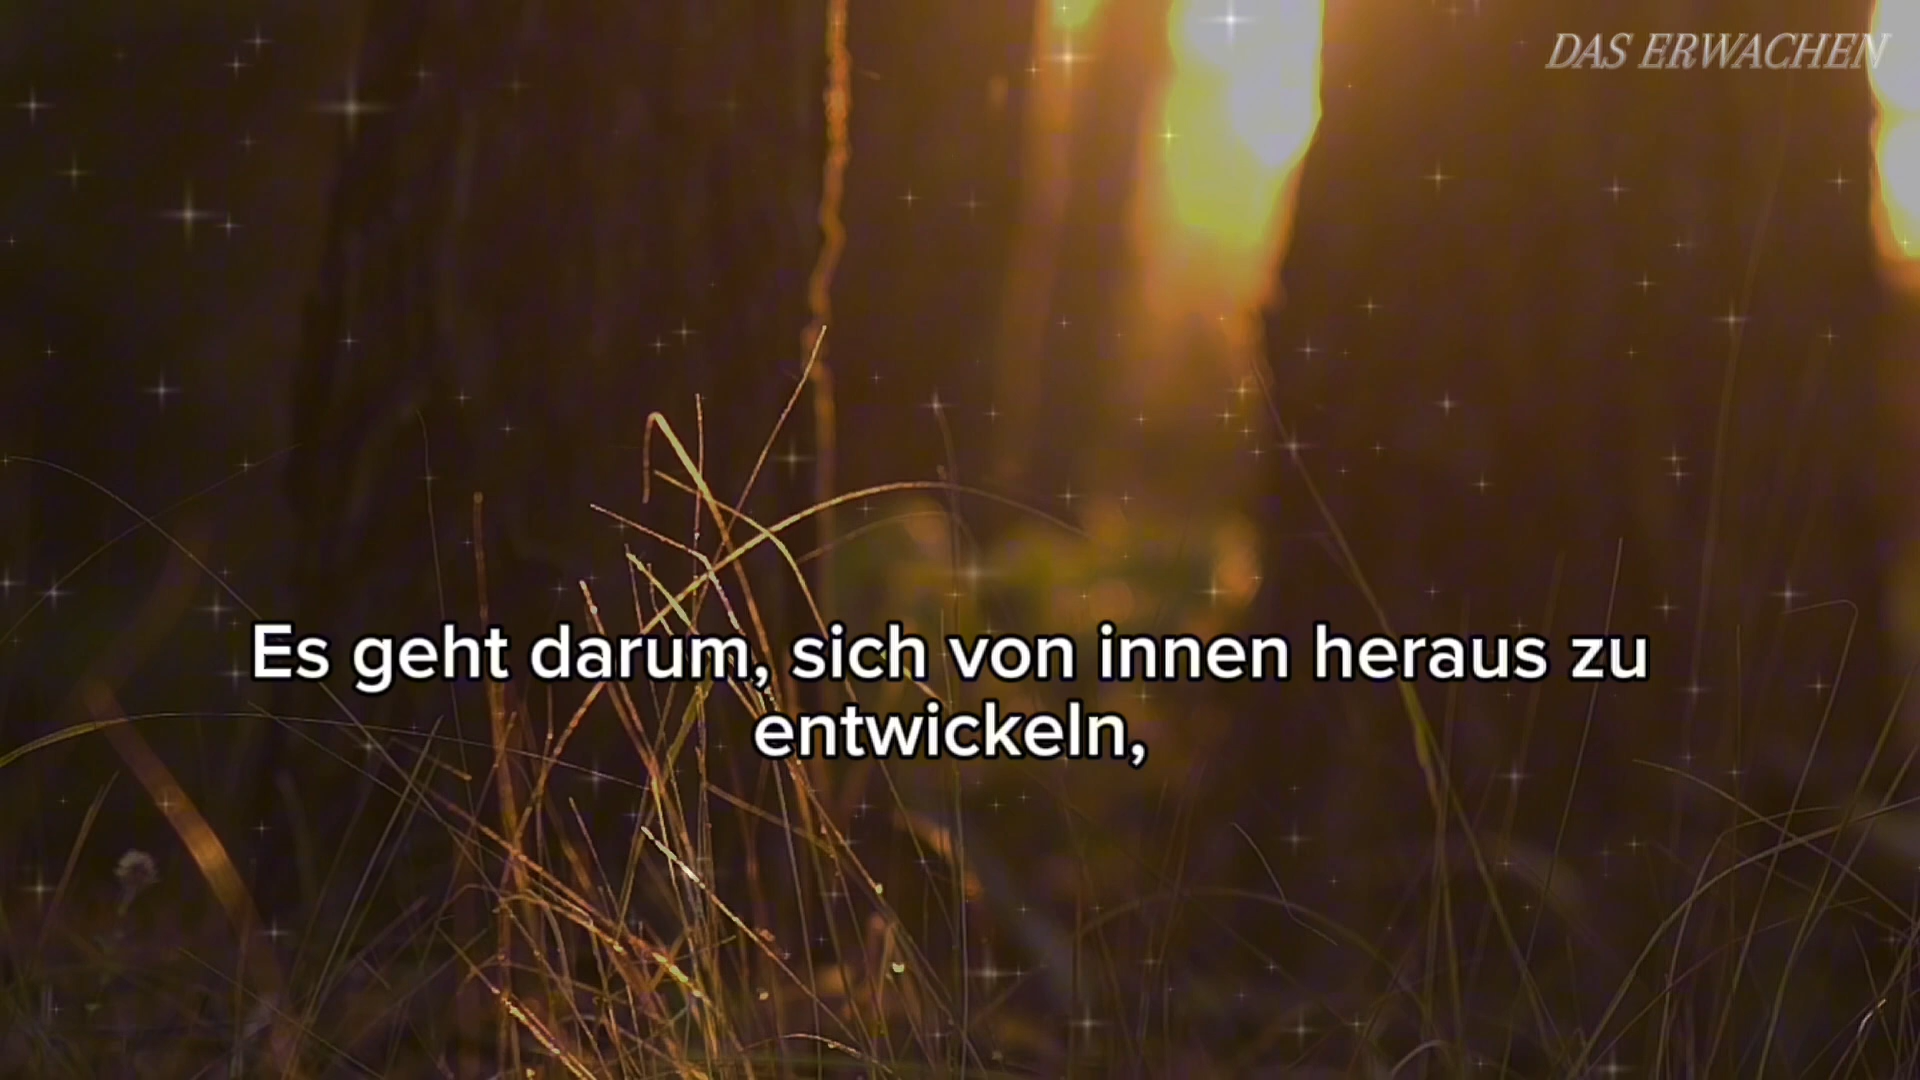 DAS ERWACHEN
Es geht darum, sich von innen heraus zu
entwickeln,